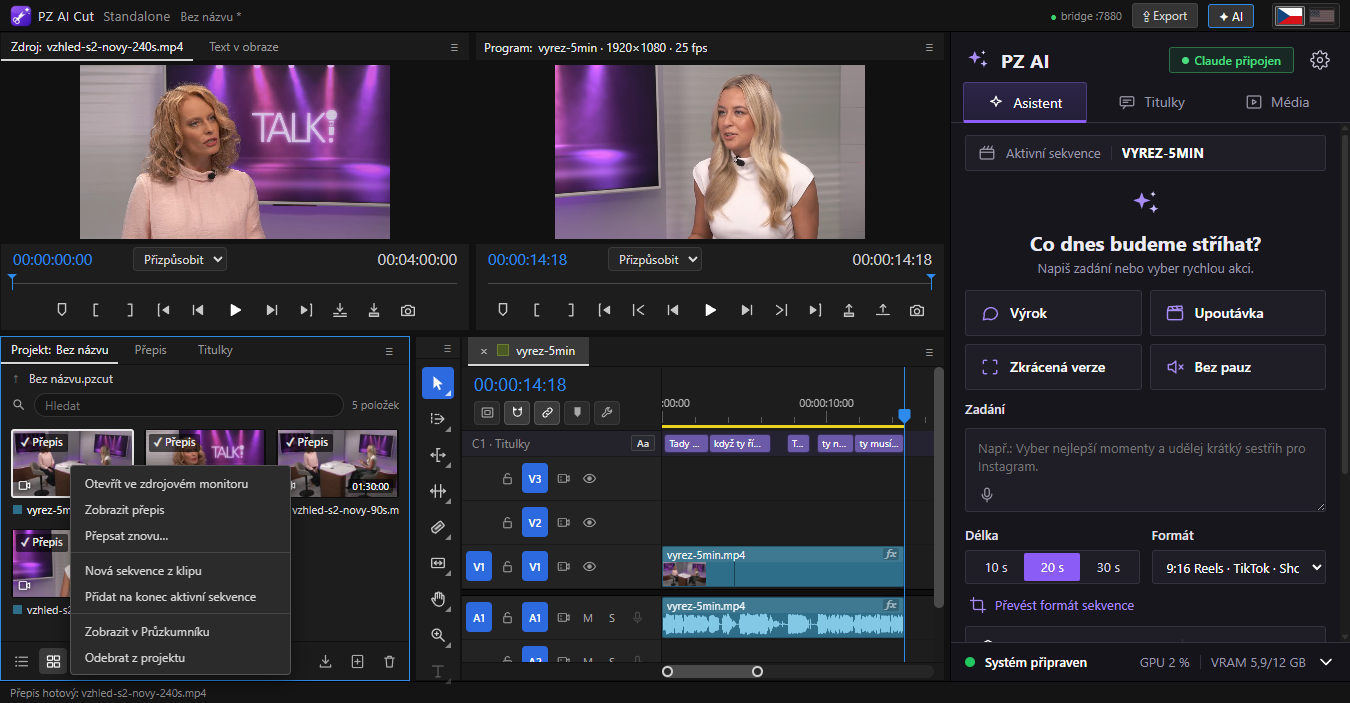 PZ AI Cut Standalone Bez názvu *
bridge :7880 Export AI
Zdroj: vzhled-s2-novy-240s.mp4 Text v obraze
Program: vyrez-5min · 1920×1080 · 25 fps
TALK!
00:00:00:00 Přizpůsobit 00:04:00:00
00:00:14:18 Přizpůsobit 00:00:14:18
Projekt: Bez názvu Přepis Titulky
Bez názvu.pzcut
Hledat 5 položek
✓ Přepis ✓ Přepis ✓ Přepis
TALK
01:30:00
vyrez-5m vzhled-s2-novy-90s.m
✓ Přepis
vzhled-s2
Otevřít ve zdrojovém monitoru
Zobrazit přepis
Přepsat znovu...
Nová sekvence z klipu
Přidat na konec aktivní sekvence
Zobrazit v Průzkumníku
Odebrat z projektu
Přepis hotový: vzhled-s2-novy-240s.mp4
× vyrez-5min
00:00:14:18
:00:00 00:00:10:00
C1 · Titulky Aa Tady ... když ty ří... T... ty n... ty musí...
V3
V2
V1 V1
vyrez-5min.mp4 fx
A1 A1 M S
vyrez-5min.mp4 fx
A2 M S
PZ AI Claude připojen
Asistent Titulky Média
Aktivní sekvence VYREZ-5MIN
Co dnes budeme stříhat?
Napiš zadání nebo vyber rychlou akci.
Výrok Upoutávka
Zkrácená verze Bez pauz
Zadání
Např.: Vyber nejlepší momenty a udělej krátký sestřih pro
Instagram.
Délka Formát
10 s 20 s 30 s 9:16 Reels · TikTok · Shc
Převést formát sekvence
Systém připraven GPU 2 % VRAM 5,9/12 GB